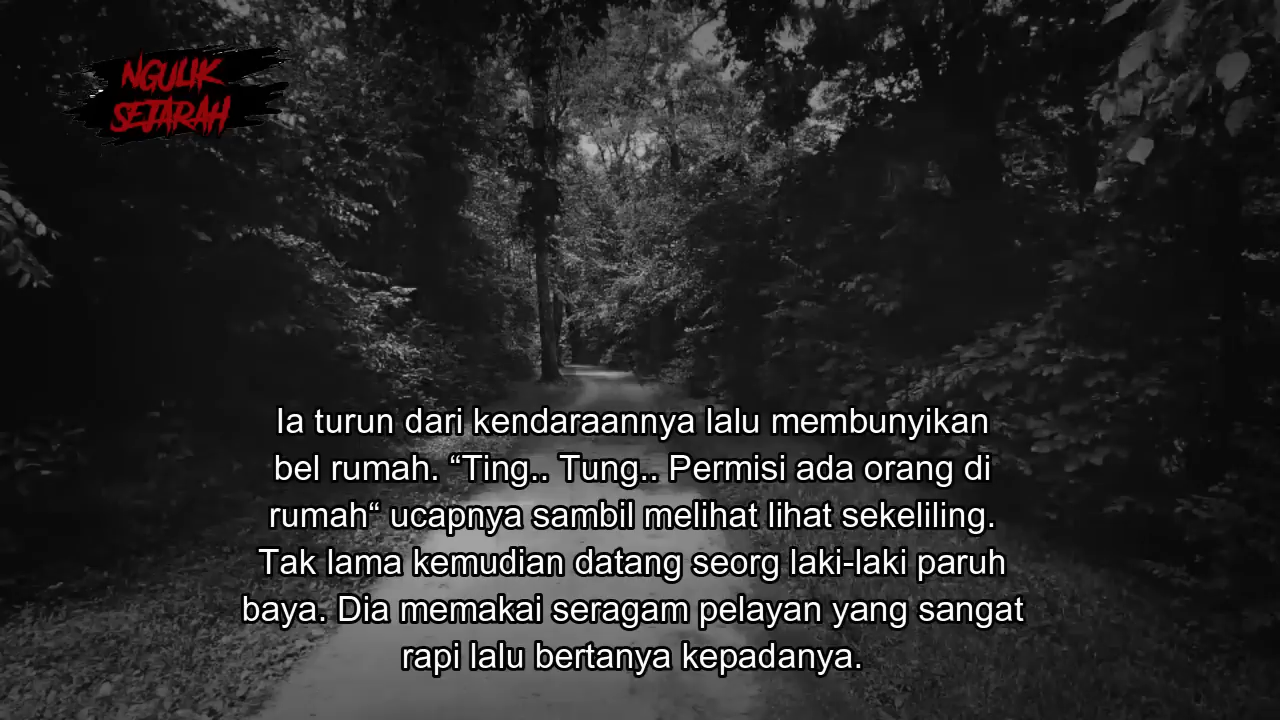 NGULIK
SEJARAH
Ia turun dari kendaraannya lalu membunyikan
bel rumah. “Ting.. Tung.. Permisi ada orang di
rumah“ ucapnya sambil melihat lihat sekeliling.
Tak lama kemudian datang seorg laki-laki paruh
baya. Dia memakai seragam pelayan yang sangat
rapi lalu bertanya kepadanya.